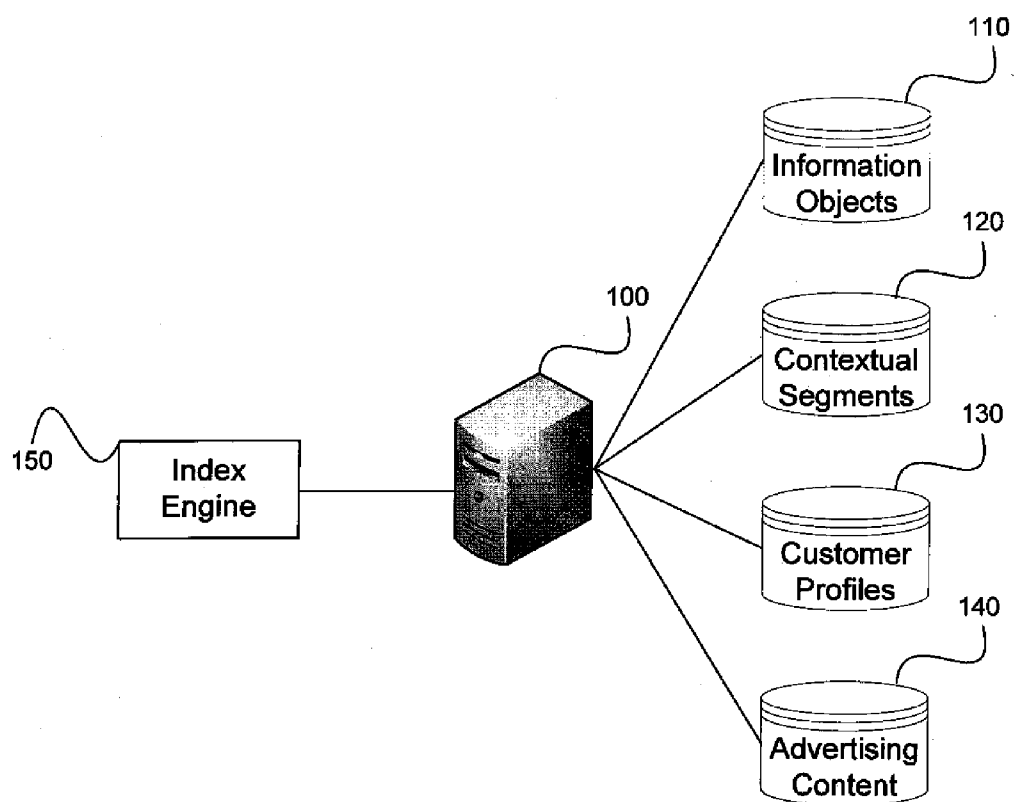 110
Information
Objects
120
Contextual
Segments
100
130
150
Index
Engine
Customer
Profiles
140
Advertising
Content